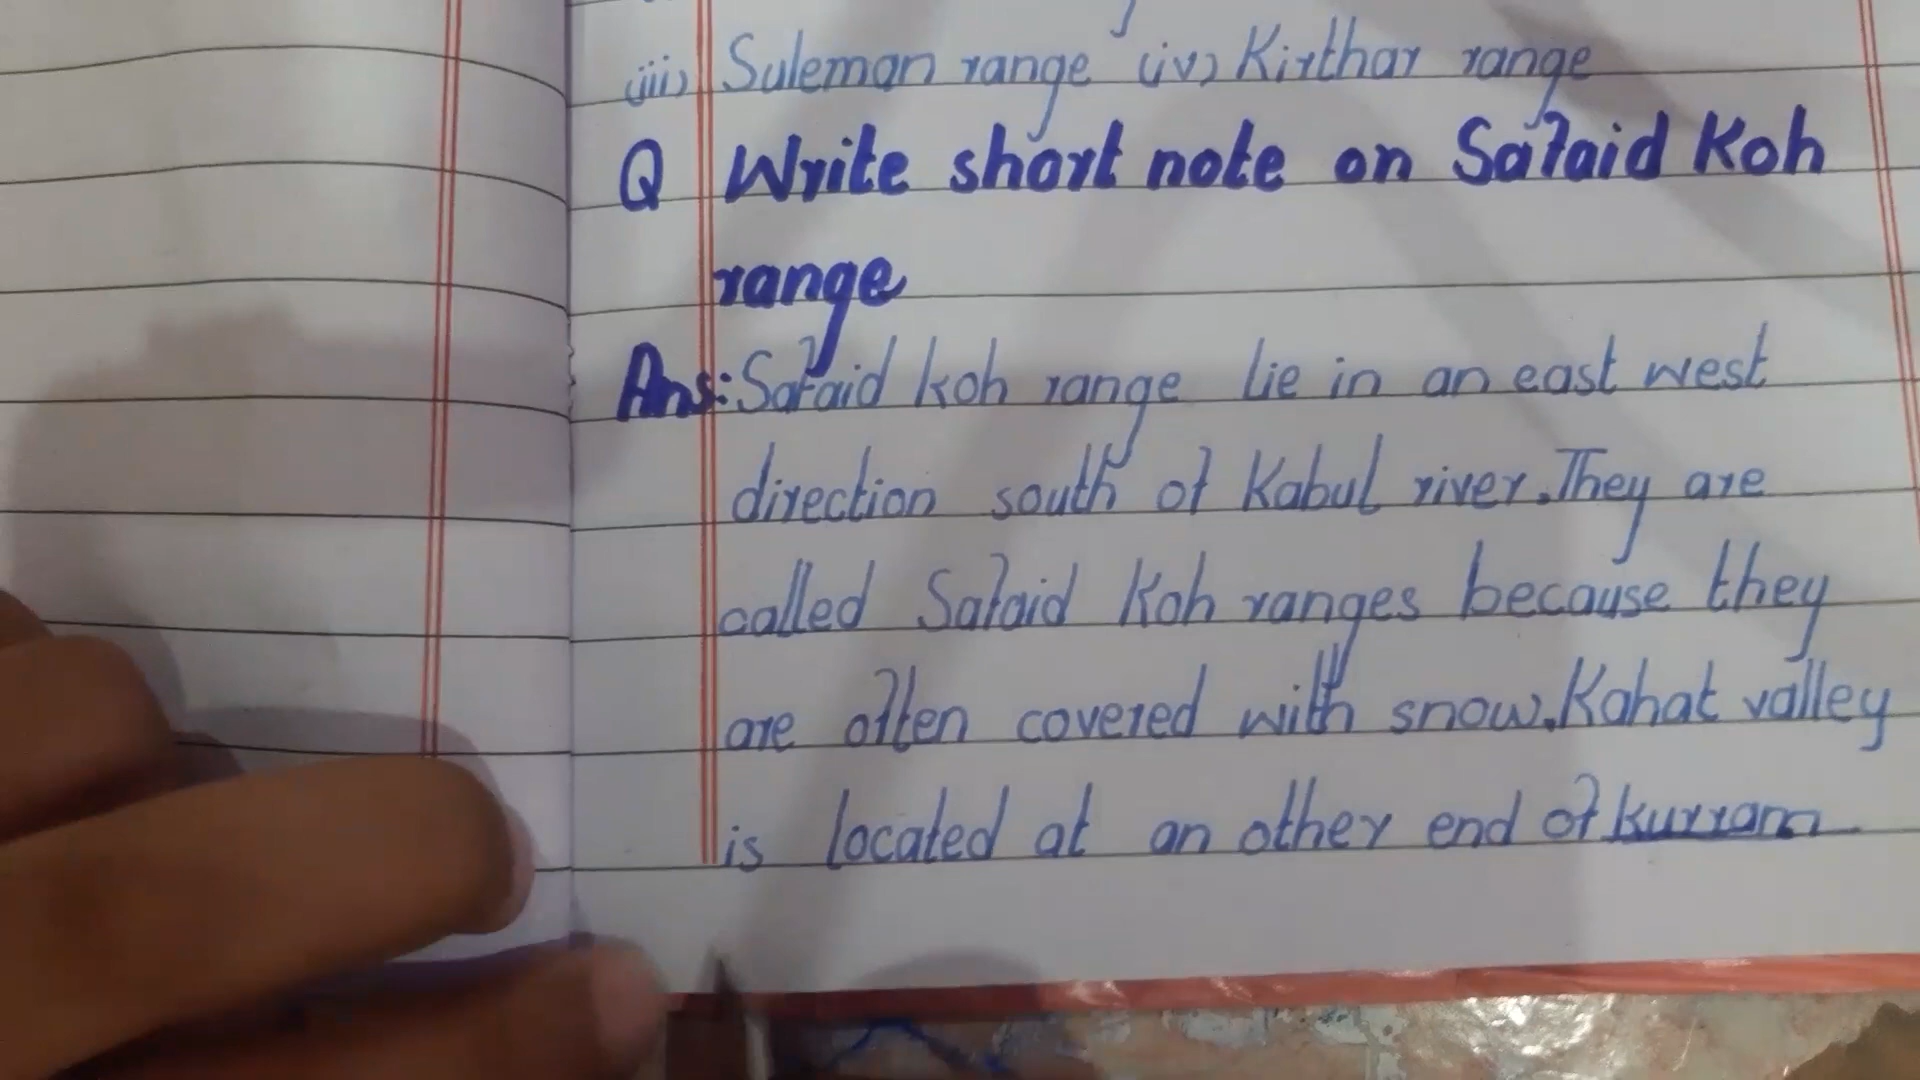 iii) Suleman range iv) Kirthar range
Q Write short note on Safaid Koh
range
Ans: Safaid koh range lie in an east west
direction south of Kabul river. They are
called Safaid Koh ranges because they
are often covered with snow. Kohat valley
is located at an other end of kurram